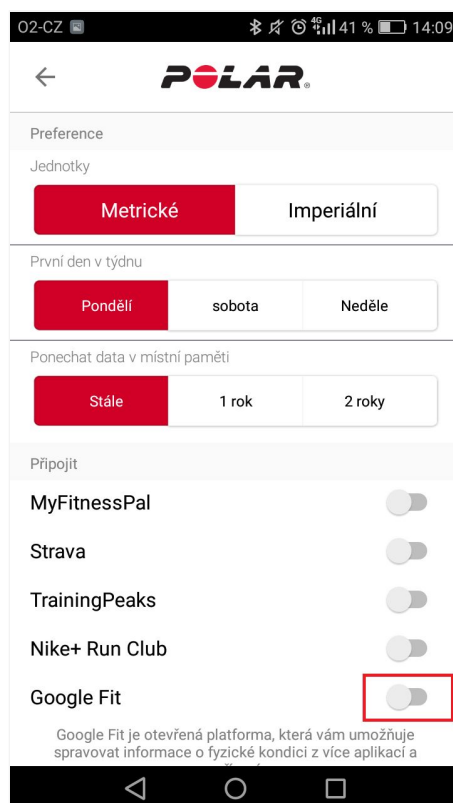 O2-CZ 4G 41 % 14:09
POLAR®
Preference
Jednotky
Metrické Imperiální
První den v týdnu
Pondělí sobota Neděle
Ponechat data v místní paměti
Stále 1 rok 2 roky
Připojit
MyFitnessPal
Strava
TrainingPeaks
Nike+ Run Club
Google Fit
Google Fit je otevřená platforma, která vám umožňuje
spravovat informace o fyzické kondici z více aplikací a